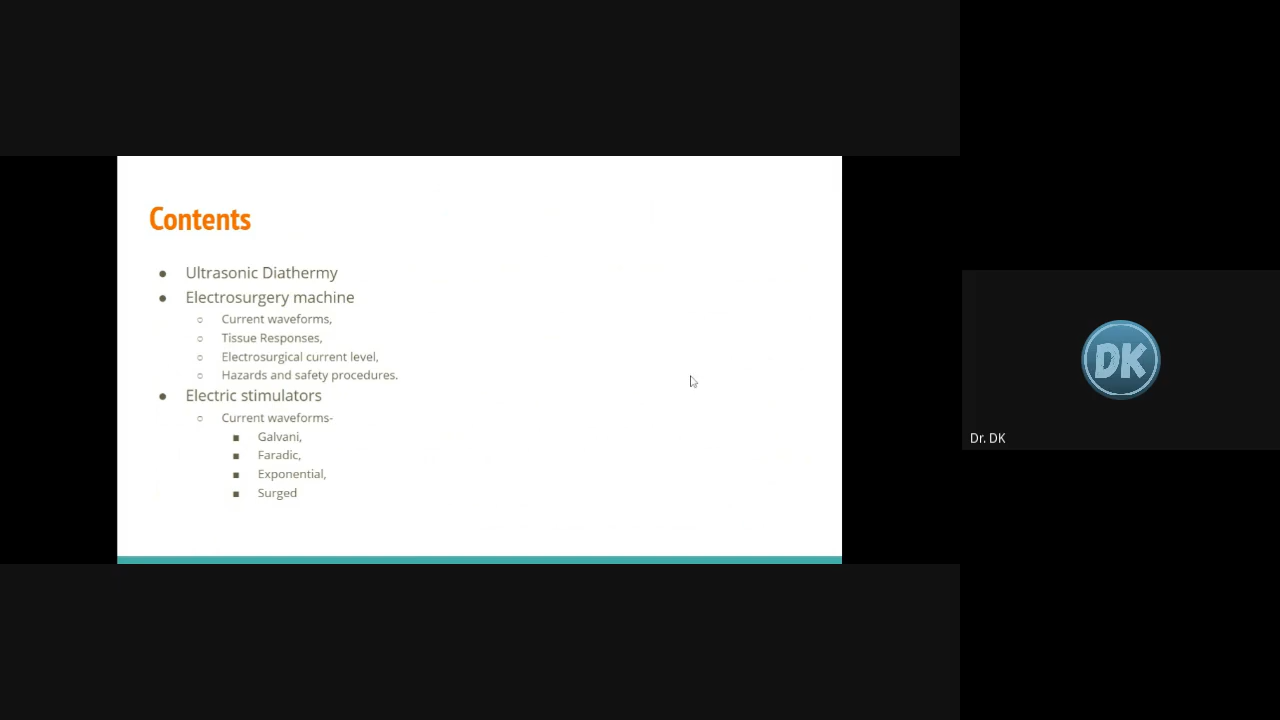 Contents
● Ultrasonic Diathermy
● Electrosurgery machine
○ Current waveforms,
○ Tissue Responses,
○ Electrosurgical current level,
○ Hazards and safety procedures.
● Electric stimulators
○ Current waveforms-
■ Galvani,
■ Faradic,
■ Exponential,
■ Surged
DK
Dr. DK